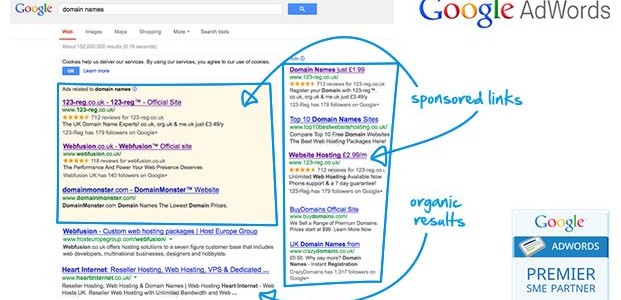 Google
domain names
Google AdWords
Web Images Maps Shopping More Search tools
About 152,000,000 results (0.18 seconds)
Cookies help us deliver our services. By using our services, you agree to our use of cookies.
OK Learn more
Ads related to domain names
123-reg.co.uk - 123-reg™ - Official Site
www.123-reg.co.uk/
712 reviews for 123-reg.co.uk
The UK Domain Name Experts! co.uk, org.uk & me.uk just £3.49/y
123-Reg has 179 followers on Google+
Webfusion.co.uk - Webfusion™ Official site
www.webfusion.co.uk/
118 reviews for webfusion.co.uk
The Performance And Power Your Web Presence Deserves
Webfusion UK has 140 followers on Google+
domainmonster.com - DomainMonster™ Website
www.domainmonster.com/
DomainMonster.com Domain Names The Lowest Domain Prices.
Webfusion - Custom web hosting packages | Host Europe Group
www.hosteuropegroup.com/webfusion/
Webfusion.co.uk offers hosting solutions to a seven figure customer base that includes web
developers, multinational businesses, designers and hobbyists.
Heart Internet: Reseller Hosting, Web Hosting, VPS & Dedicated ...
www.heartinternet.co.uk/
Heart Internet - Reseller Hosting, Domain Names and Web Hosting from Heart Internet - Web
Hosts UK. Reseller Web Hosting with Unlimited Bandwidth and Web ...
Ads
Domain Names just £1.99
www.123-reg.co.uk/
712 reviews for 123-reg.co.uk
Register your Domain with 123-reg™.
co.uk, org.uk & me.uk just £3.49/y
123-Reg has 179 followers on Google+
Top 10 Domain Names Sites
www.top10bestwebsitehosting.co.uk/
Compare Top 10 Free Domain Websites
The Best Web Hosting Packages Here!
Website Hosting £2.99/m
www.123-reg.co.uk/
712 reviews for 123-reg.co.uk
Unlimited Web Hosting Available Now
Phone support & a 7 day guarantee!
123-Reg has 179 followers on Google+
BuyDomains Official Site
www.buydomains.com/
We Sell a Range of Premium Domains.
Prices start at $99. Learn More Now
UK Domain Names from
www.crazydomains.co.uk/
£0.50. Why pay more? Domain
Names - Instant Registration
CrazyDomains has 1,317 followers on
Google+
sponsored links
organic
results
Google
ADWORDS
PREMIER
SME PARTNER